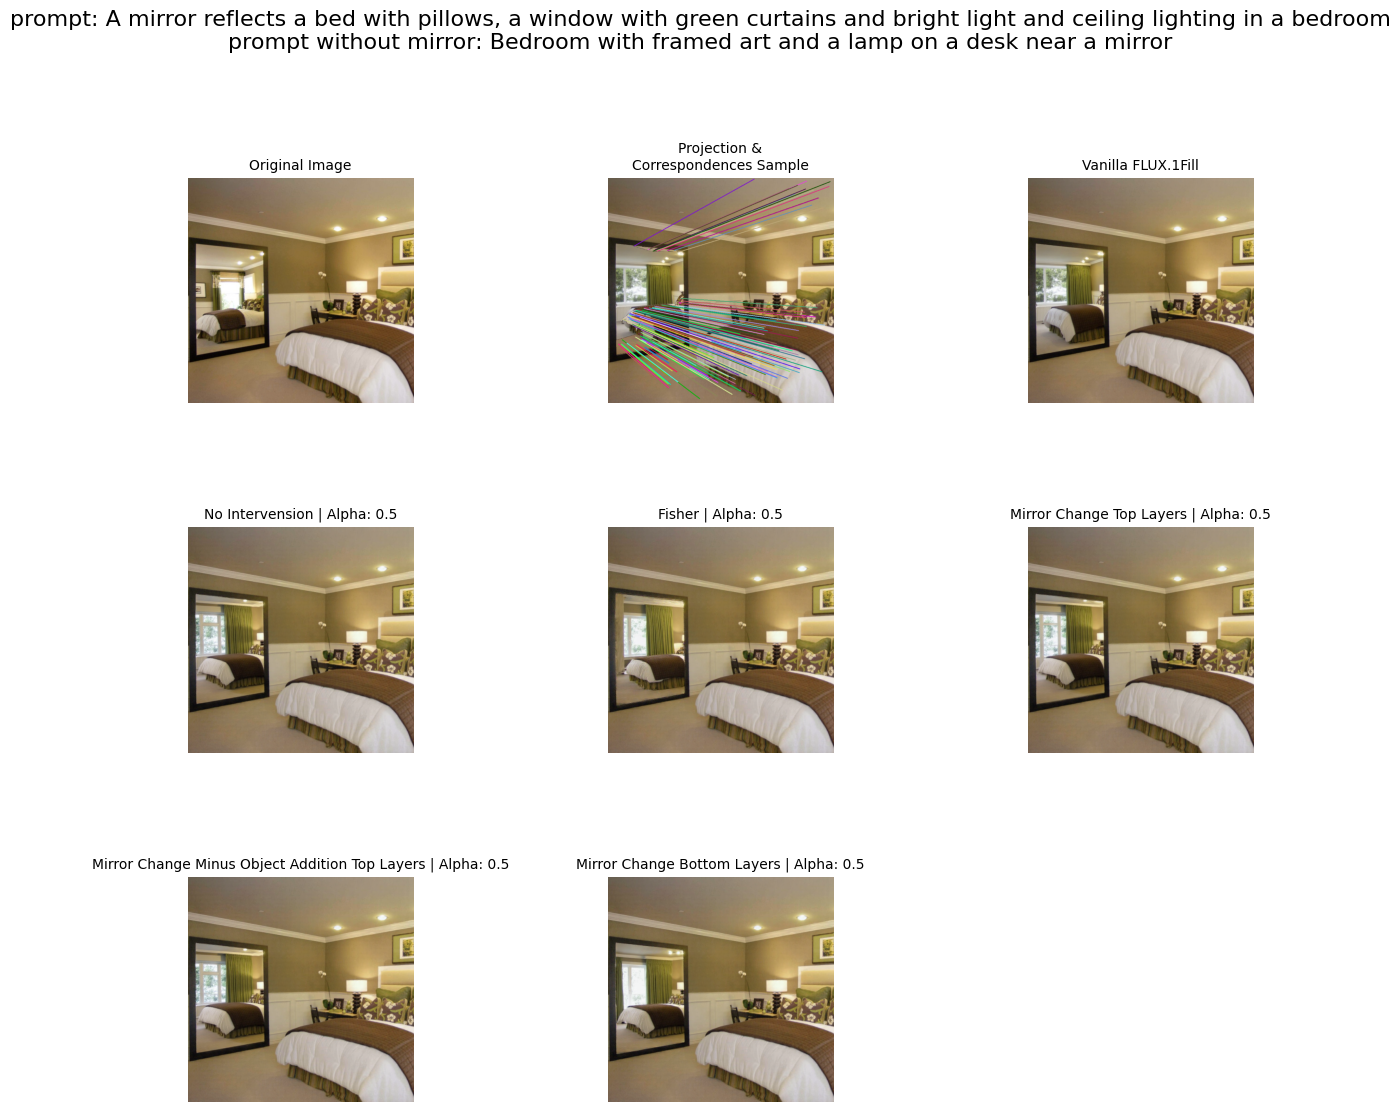 prompt: A mirror reflects a bed with pillows, a window with green curtains and bright light and ceiling lighting in a bedroom
prompt without mirror: Bedroom with framed art and a lamp on a desk near a mirror
Original Image
Projection &
Correspondences Sample
Vanilla FLUX.1Fill
No Intervension | Alpha: 0.5
Fisher | Alpha: 0.5
Mirror Change Top Layers | Alpha: 0.5
Mirror Change Minus Object Addition Top Layers | Alpha: 0.5
Mirror Change Bottom Layers | Alpha: 0.5